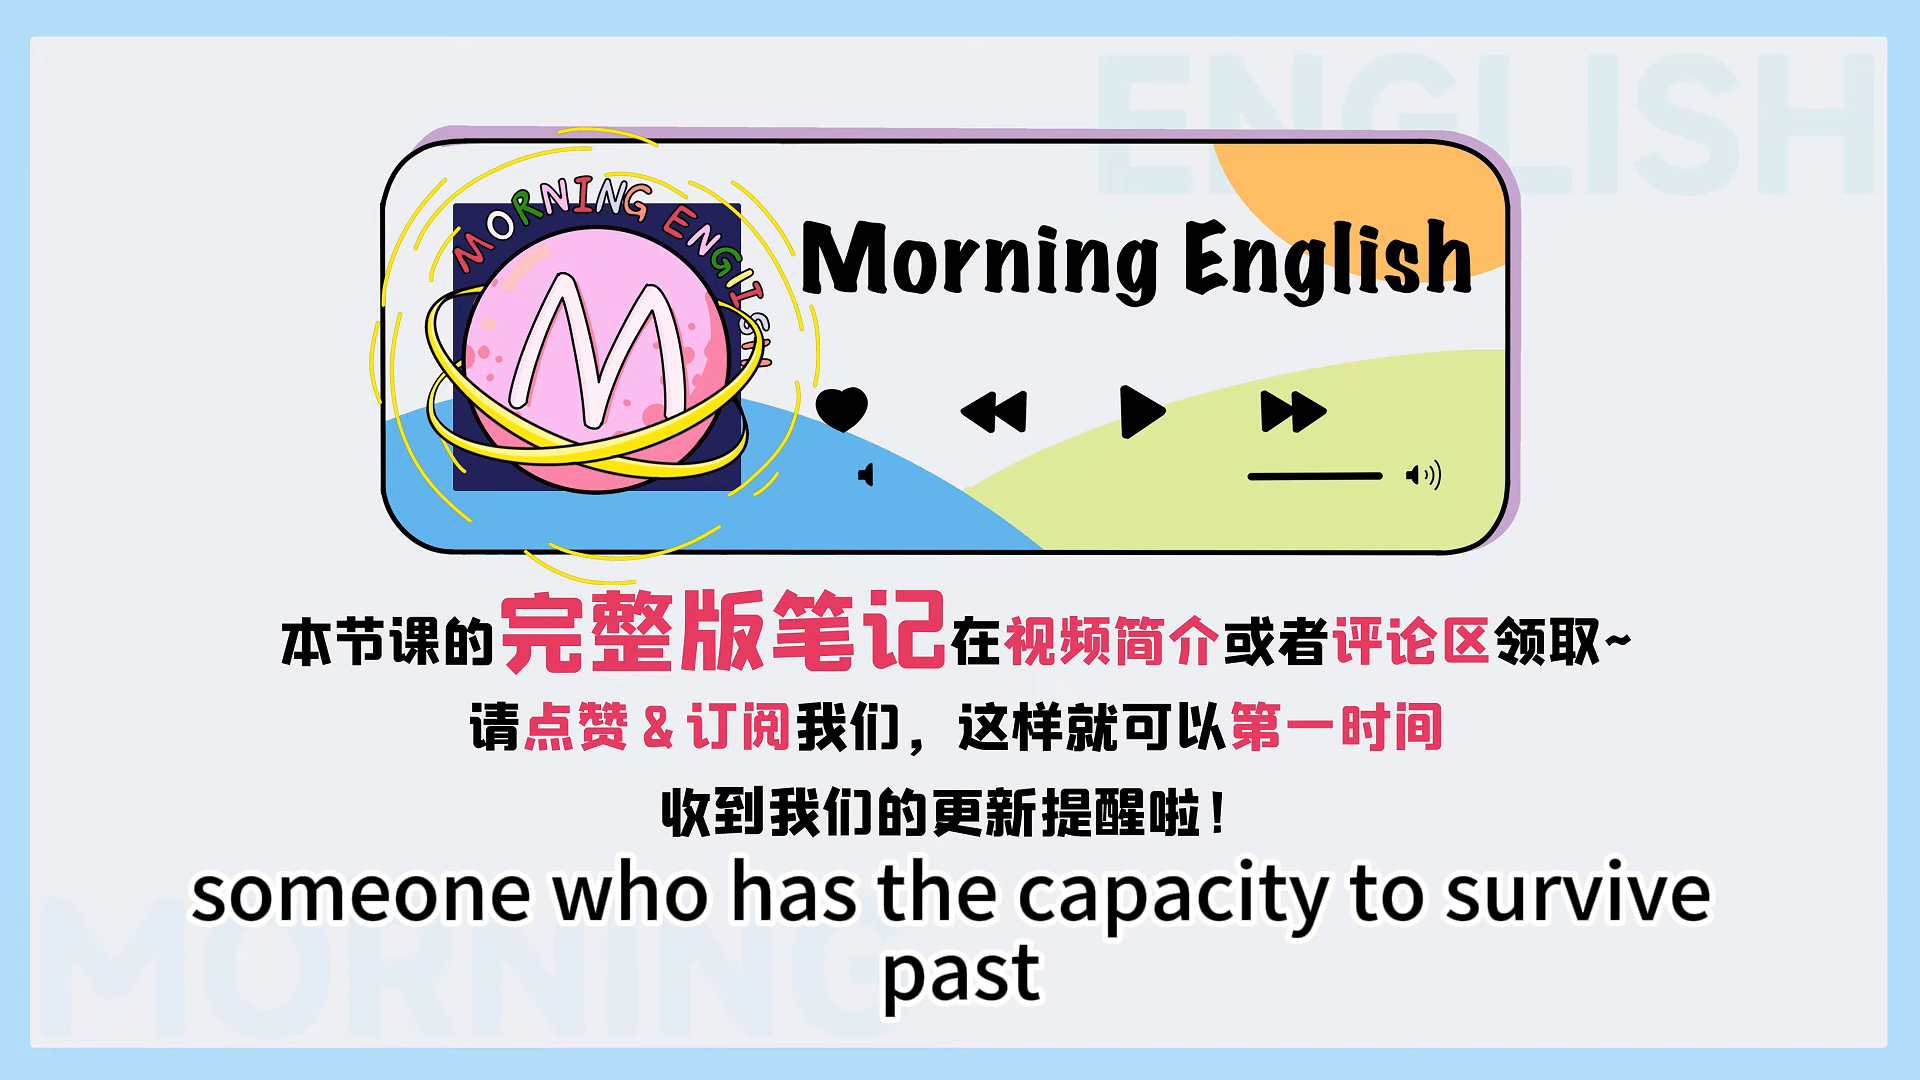 ENGLISH
MORNING ENGLISH
M
Morning English
本节课的完整版笔记在视频简介或者评论区领取~
请点赞&订阅我们，这样就可以第一时间
收到我们的更新提醒啦！
someone who has the capacity to survive
past
MORNING